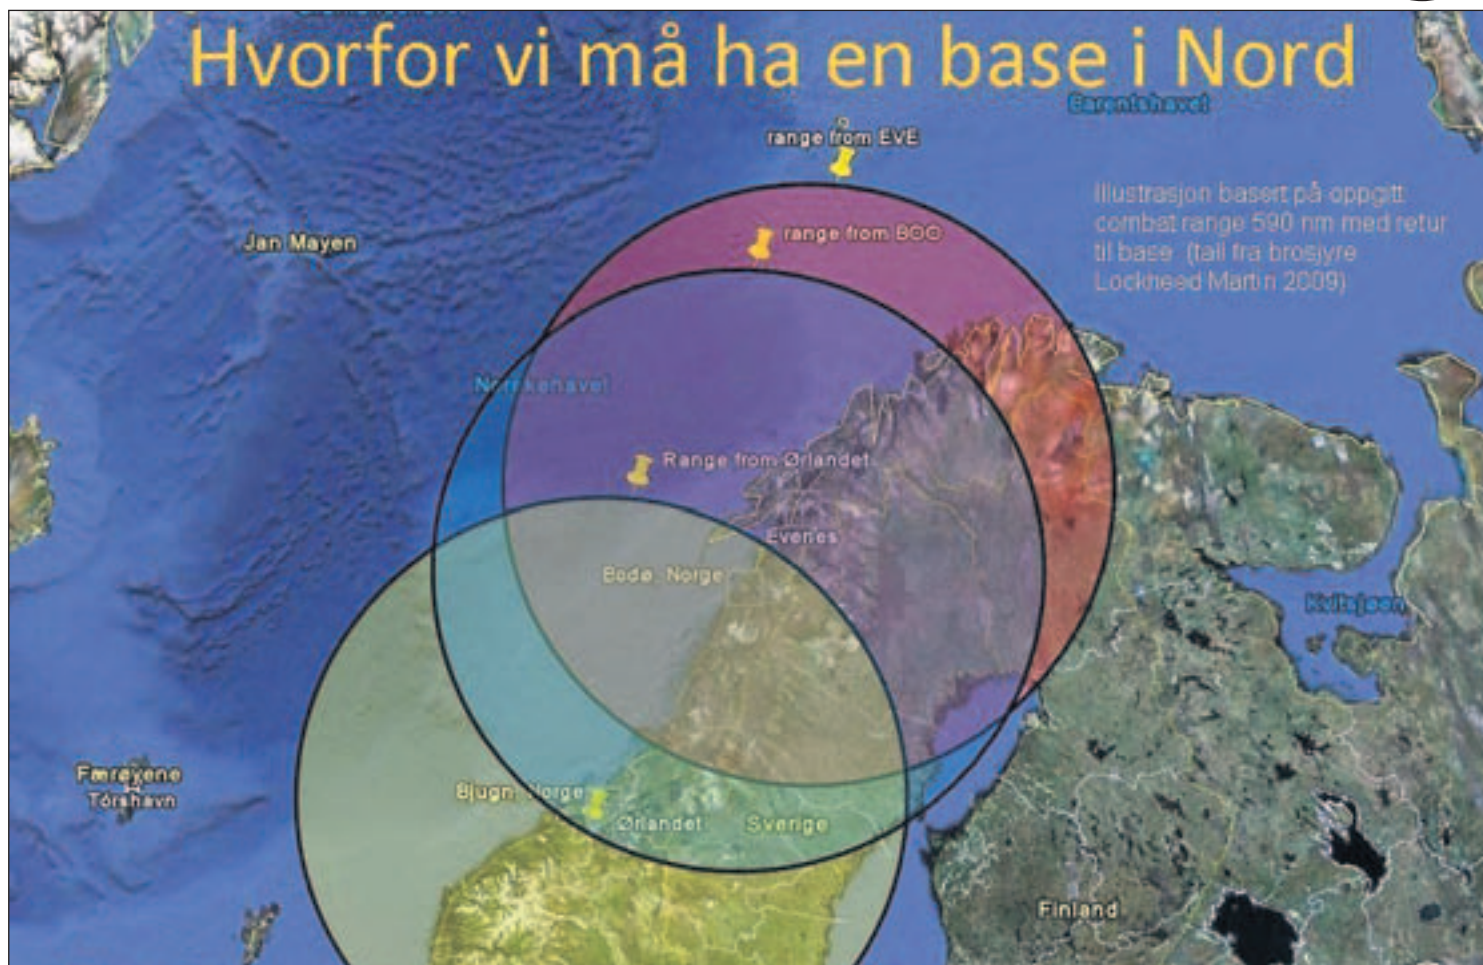 Hvorfor vi må ha en base i Nord
Barentshavet
range from EVE
Illustrasjon basert på oppgitt
combat range 590 nm med retur
til base (tall fra brosjyre
Lockheed Martin 2009)
range from BOO
Jan Mayen
Norskehavet
Range from Ørlandet
Evenes
Bodø, Norge
Kvitsjøen
Færøyene
Tórshavn
Bjugn, Norge
Ørlandet
Sverige
Finland